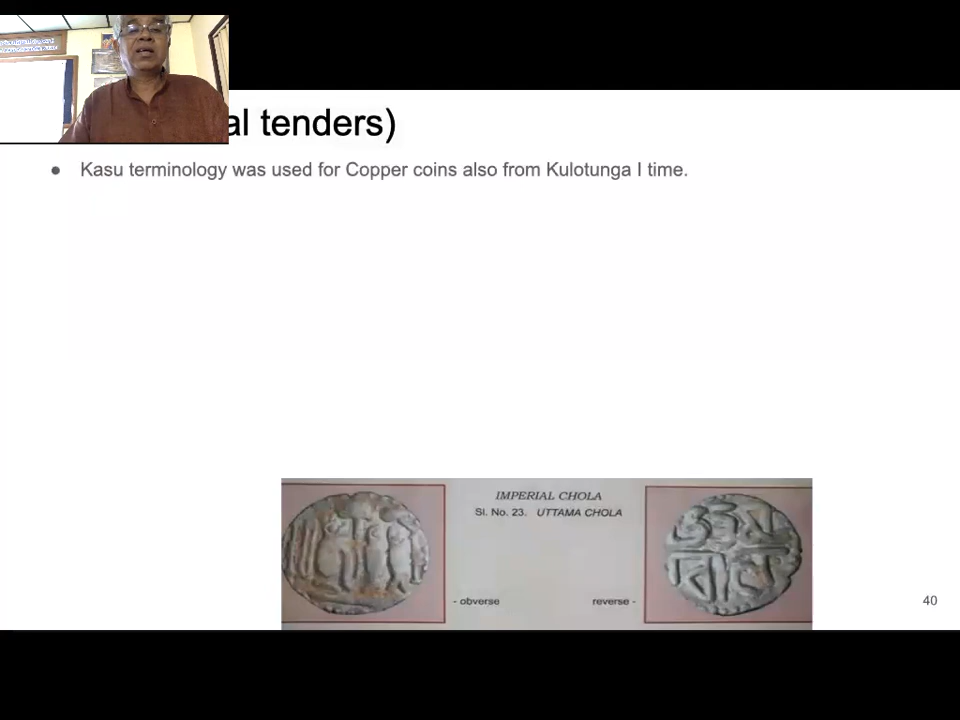 al tenders)
● Kasu terminology was used for Copper coins also from Kulotunga I time.
IMPERIAL CHOLA
Sl. No. 23. UTTAMA CHOLA
- obverse
reverse -
40